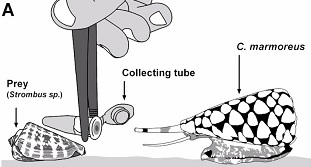 A
C. marmoreus
Collecting tube
Prey
(Strombus sp.)